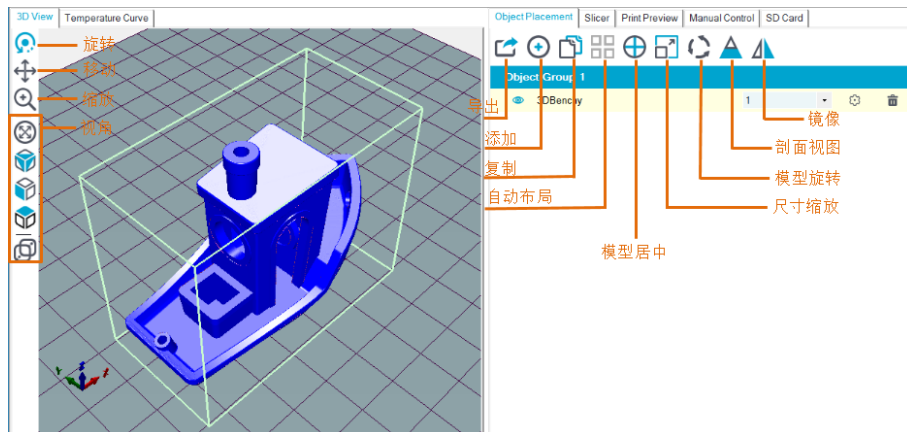 3D View
Temperature Curve
Object Placement
Slicer
Print Preview
Manual Control
SD Card
旋转
移动
缩放
视角
Object Group 1
3DBenchy
1
导出
添加
复制
自动布局
模型居中
镜像
剖面视图
模型旋转
尺寸缩放